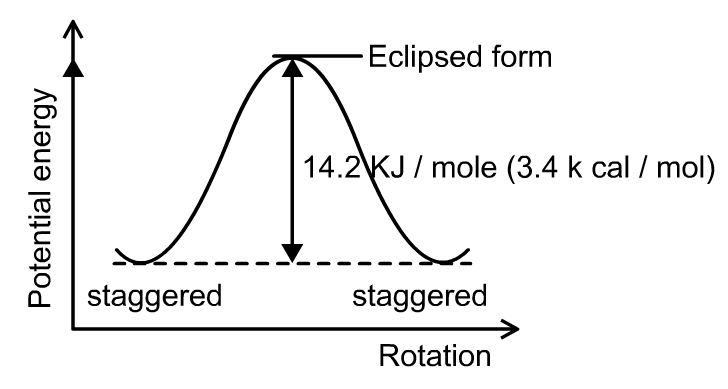 Eclipsed form
14.2 KJ / mole (3.4 k cal / mol)
Potential energy
staggered
staggered
Rotation